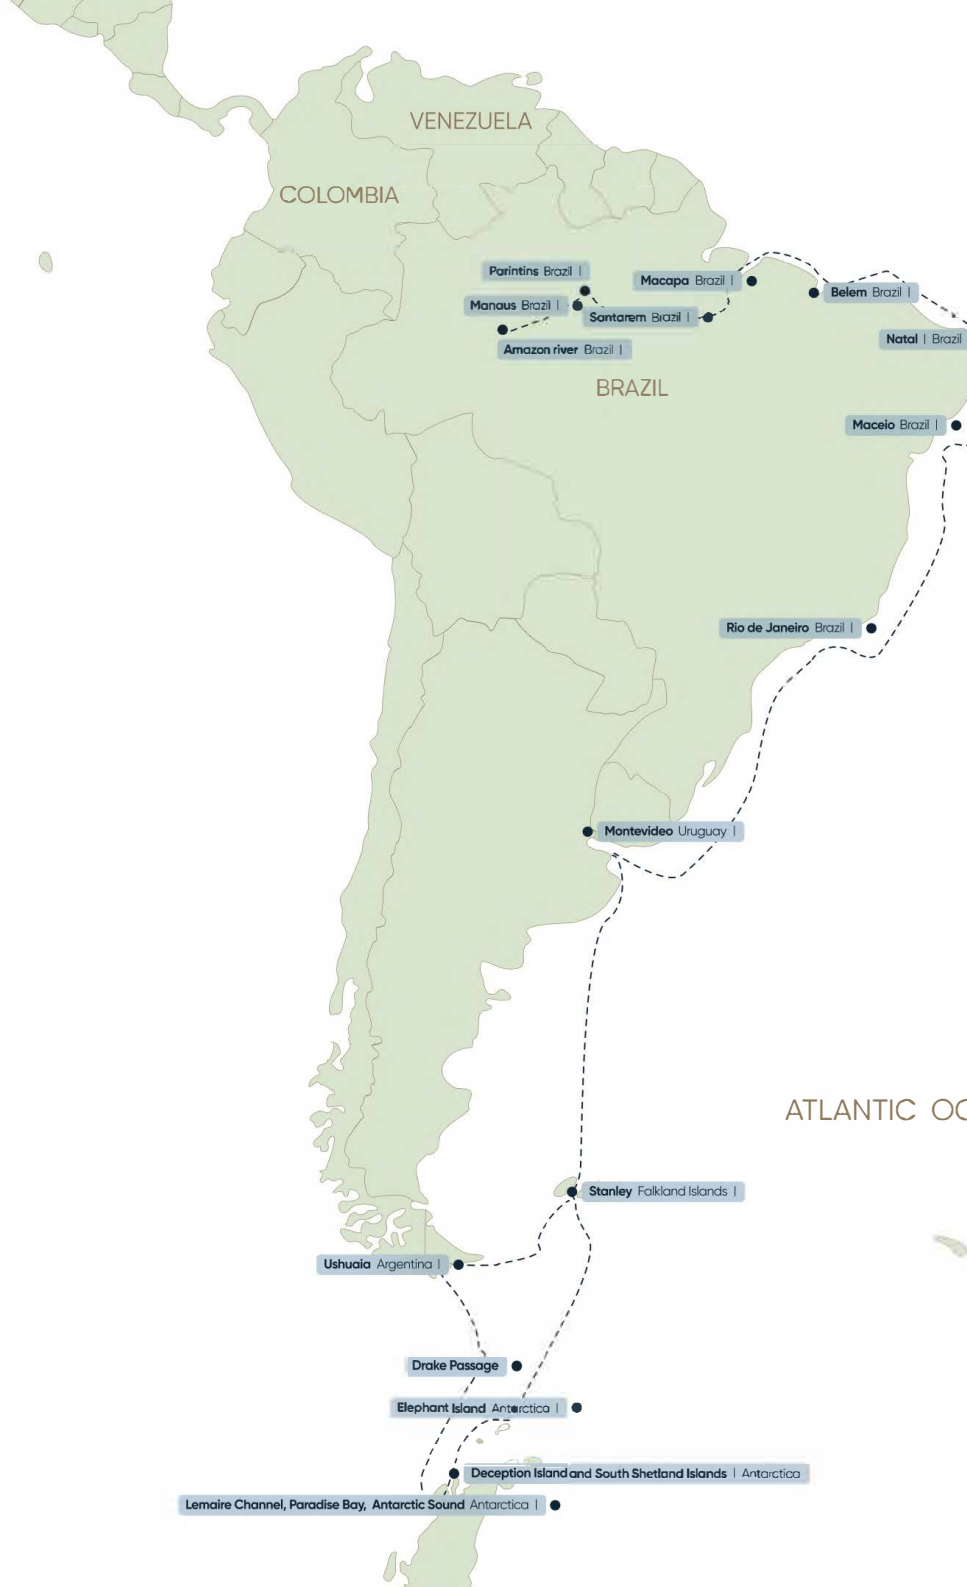 VENEZUELA
COLOMBIA
Parintins Brazil |
Macapa Brazil |
Belem Brazil |
Manaus Brazil |
Santarem Brazil |
Natal | Brazil
Amazon river Brazil |
BRAZIL
Maceio Brazil |
Rio de Janeiro Brazil |
Montevideo Uruguay |
ATLANTIC OC
Stanley Falkland Islands |
Ushuaia Argentina |
Drake Passage
Elephant Island Antarctica |
Deception Island and South Shetland Islands | Antarctica
Lemaire Channel, Paradise Bay, Antarctic Sound Antarctica |